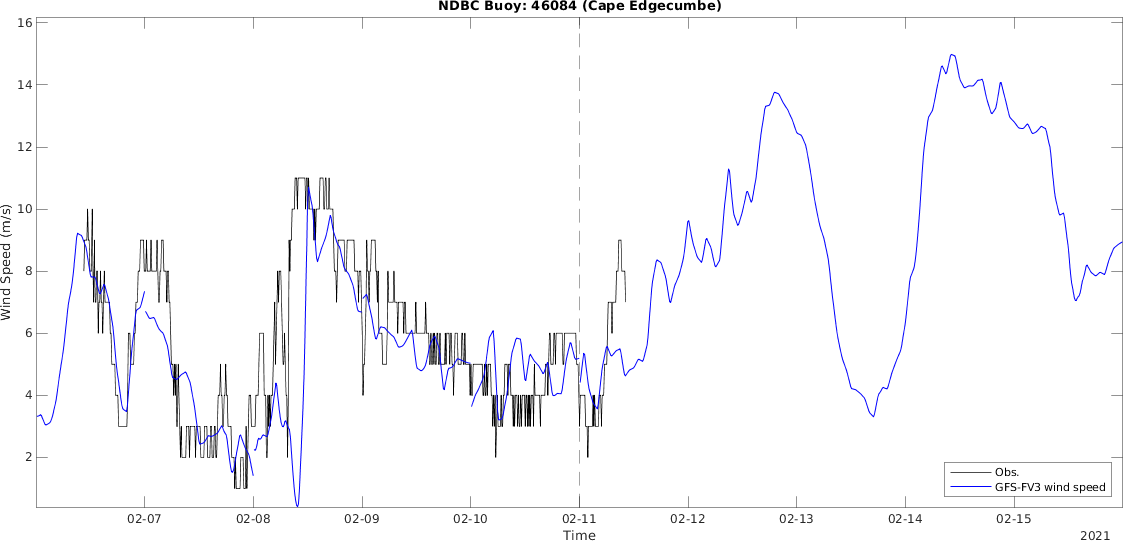 NDBC Buoy: 46084 (Cape Edgecumbe)
16
14
12
10
8
6
4
2
Wind Speed (m/s)
02-07 02-08 02-09 02-10 02-11 02-12 02-13 02-14 02-15
Time
2021
Obs.
GFS-FV3 wind speed